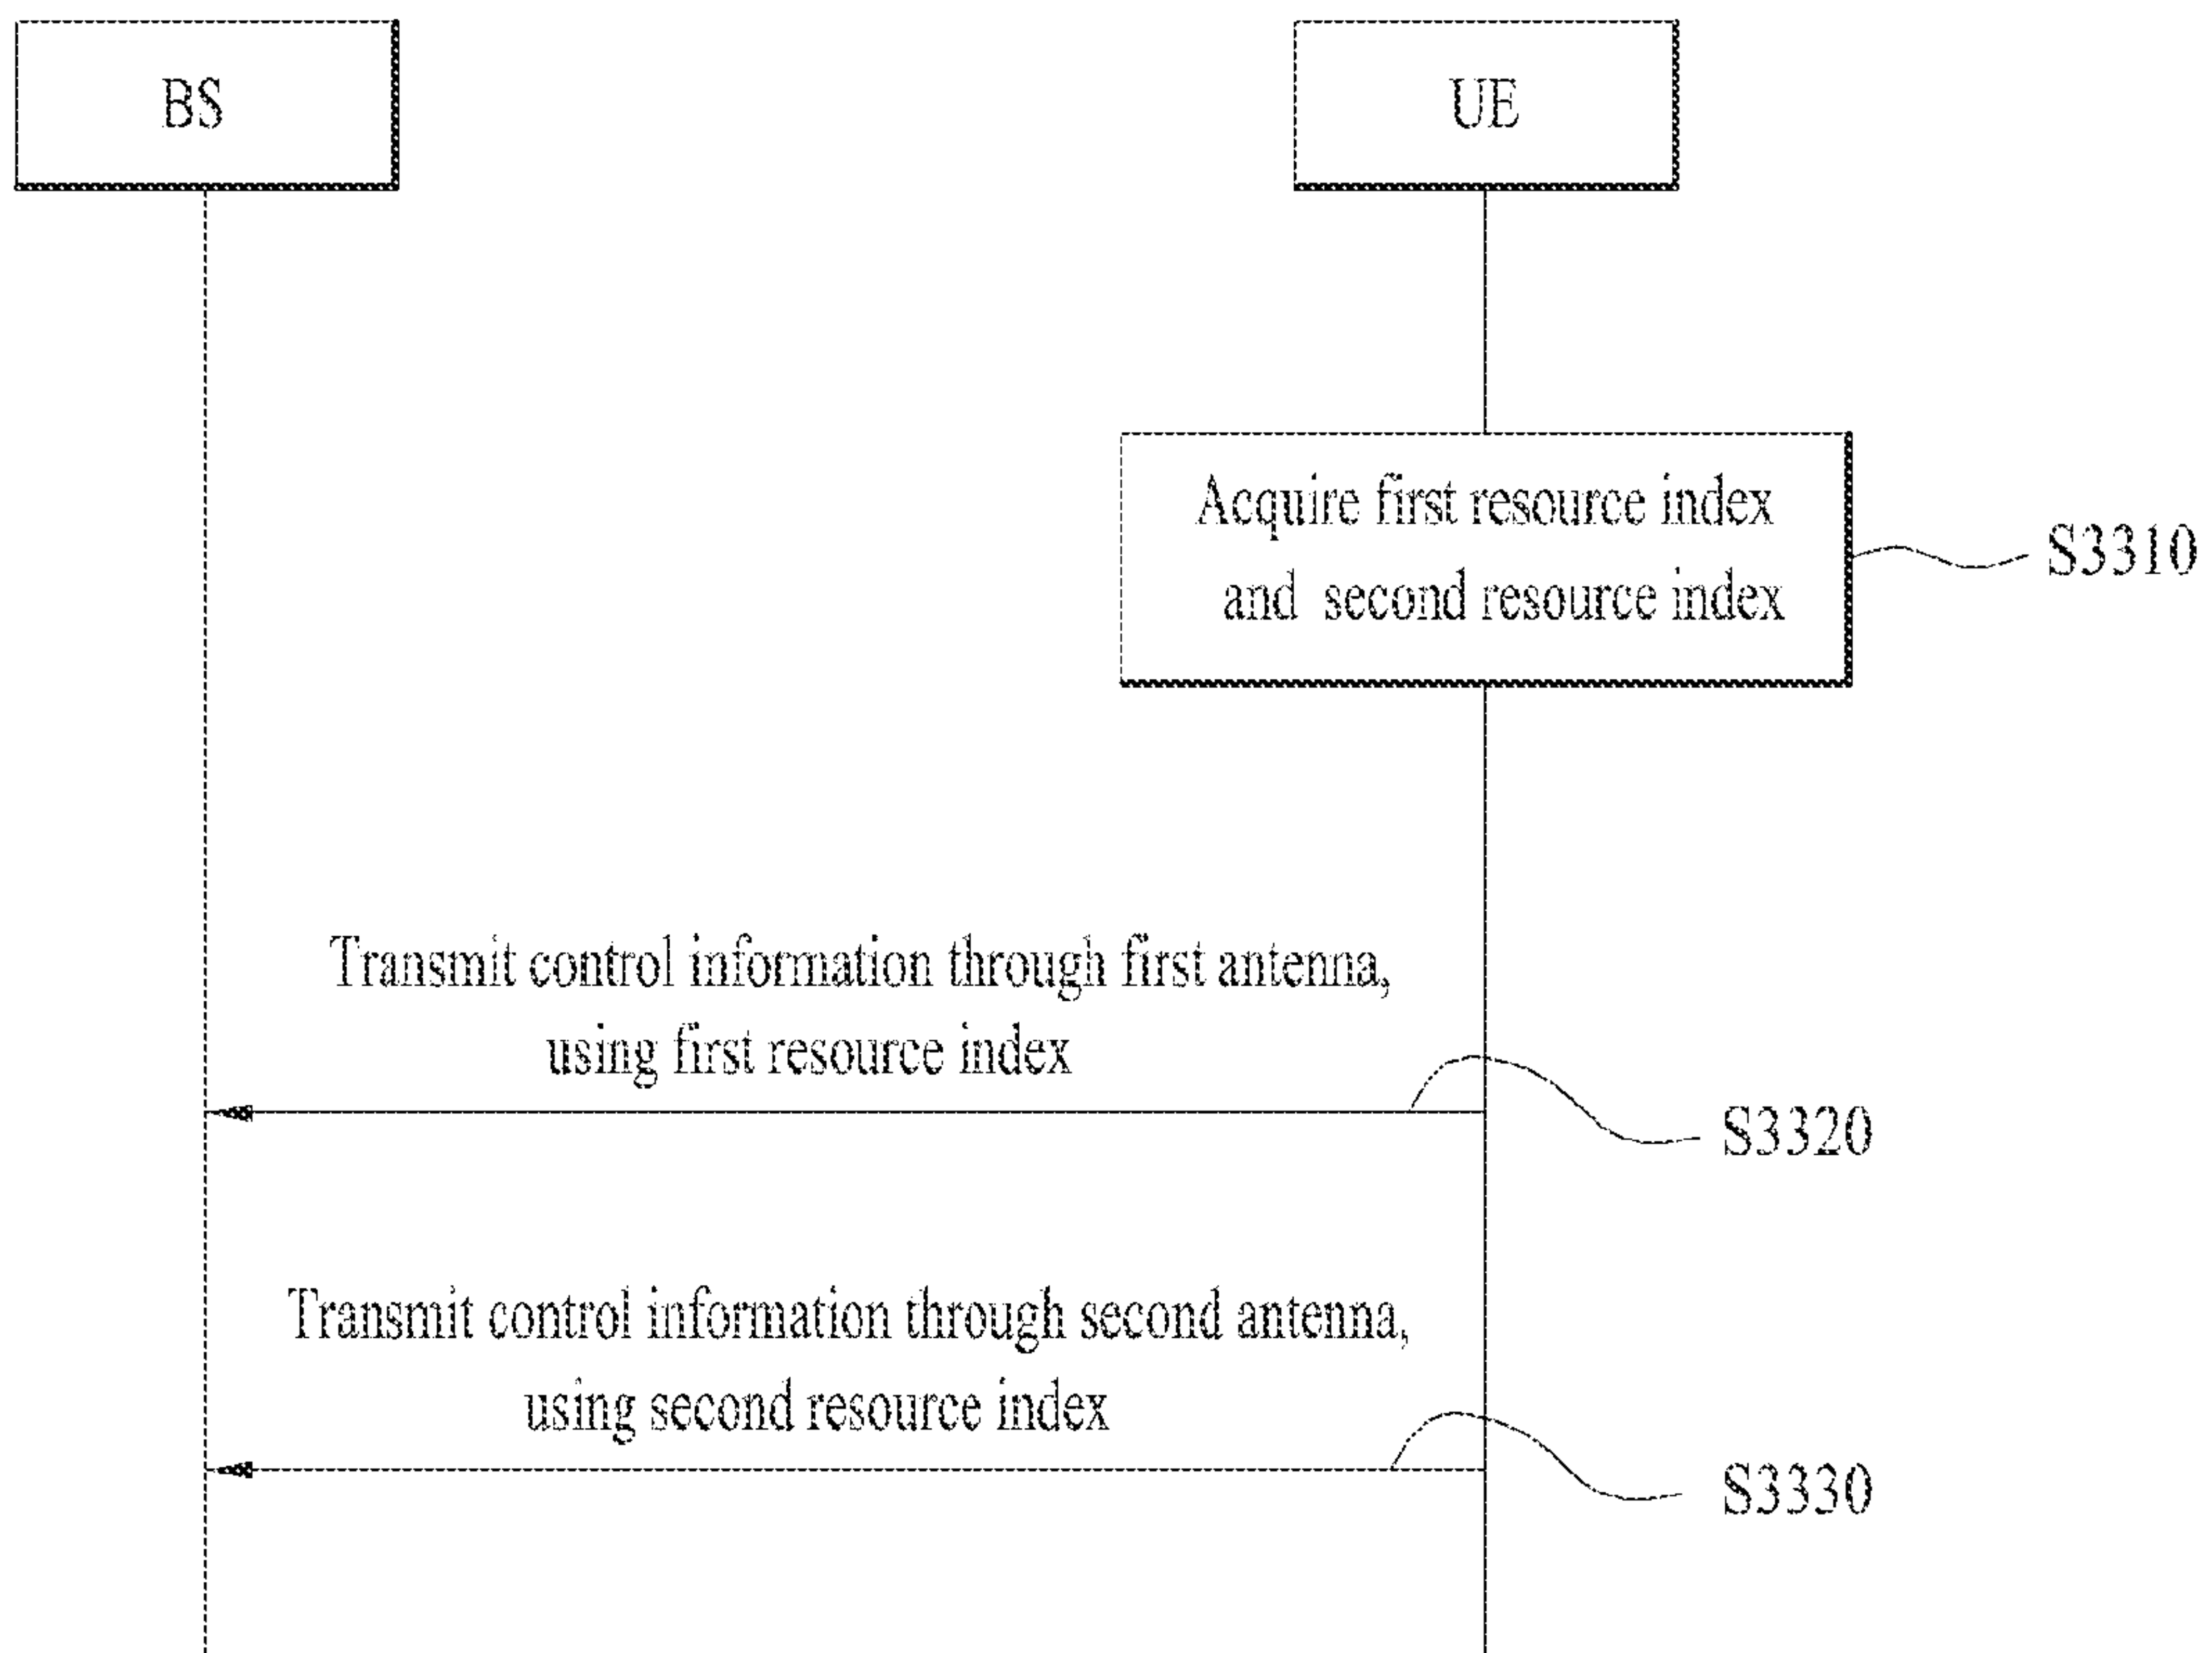 BS
UE
Acquire first resource index
and second resource index
S3310
Transmit control information through first antenna,
using first resource index
S3320
Transmit control information through second antenna,
using second resource index
S3330